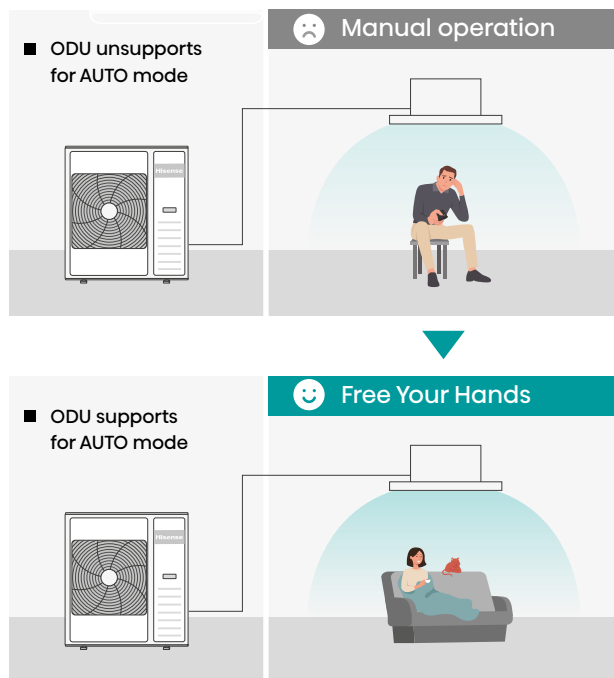 ODU unsupports
for AUTO mode
Manual operation
Hisense
Free Your Hands
ODU supports
for AUTO mode
Hisense